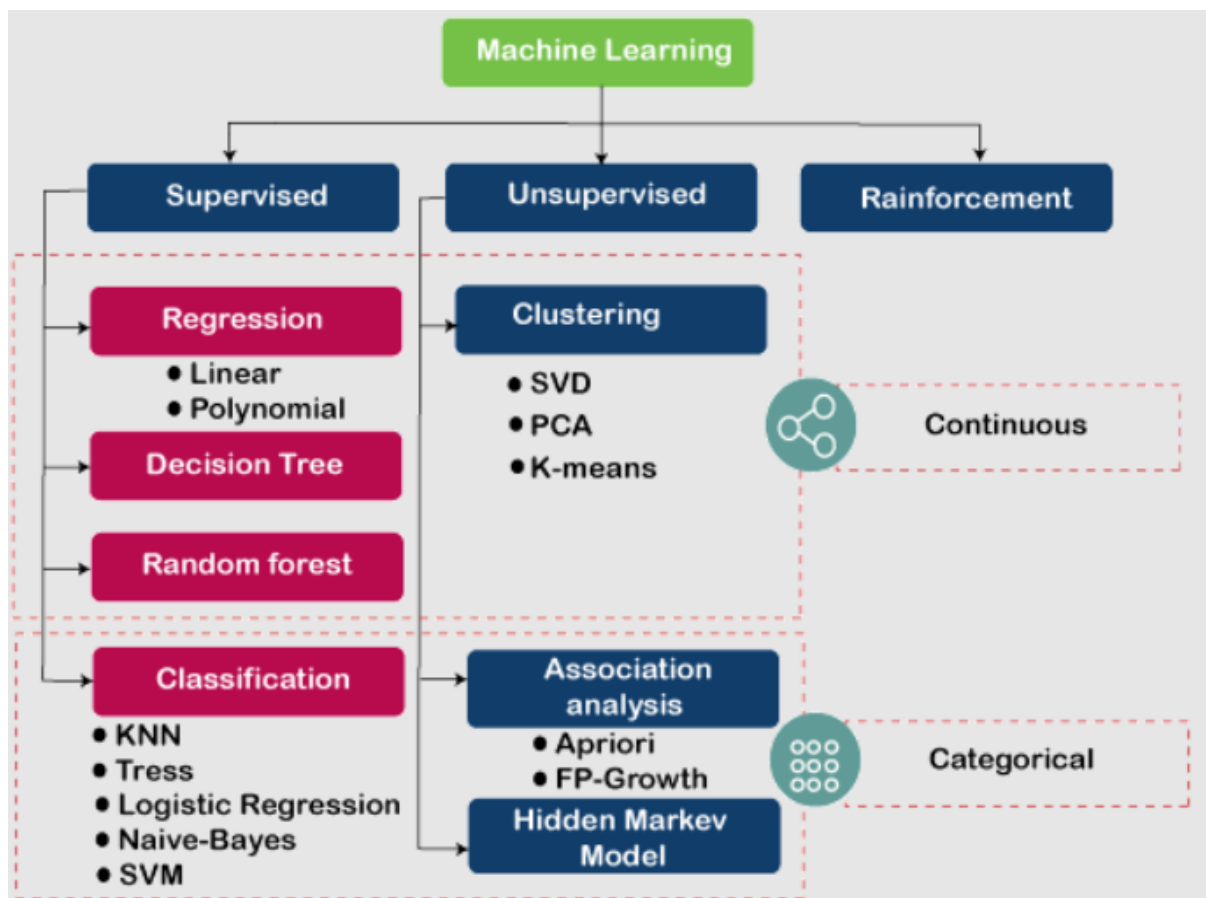 Machine Learning
Supervised
Unsupervised
Rainforcement
Regression
● Linear
● Polynomial
Decision Tree
Random forest
Clustering
● SVD
● PCA
● K-means
Continuous
Classification
● KNN
● Tress
● Logistic Regression
● Naive-Bayes
● SVM
Association
analysis
● Apriori
● FP-Growth
Hidden Markev
Model
Categorical